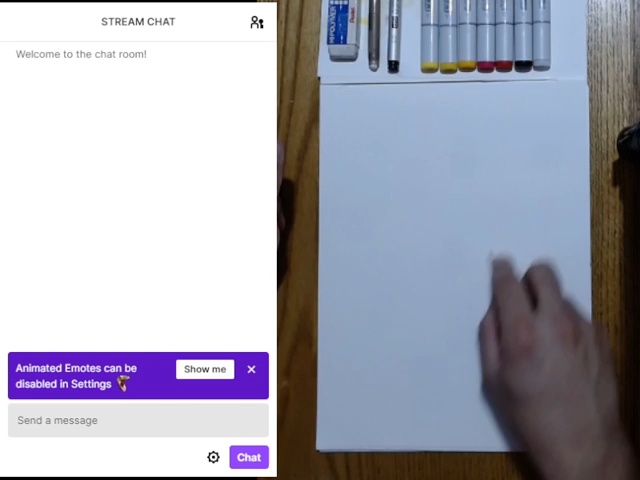 STREAM CHAT
Welcome to the chat room!
Animated Emotes can be
disabled in Settings
Show me
Send a message
Chat
Pentel